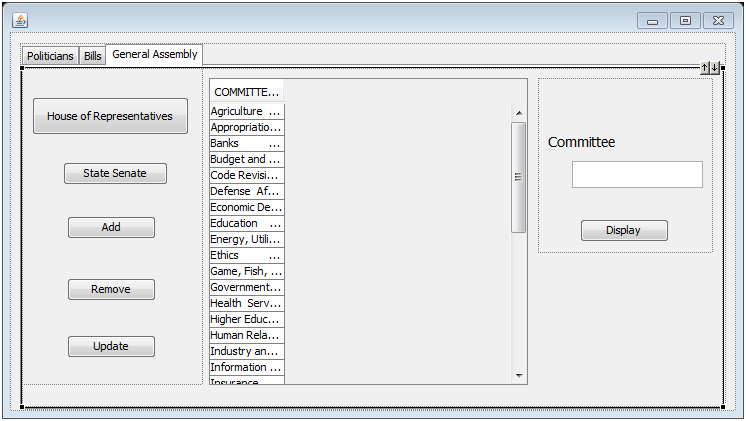 Politicians
Bills
General Assembly
House of Representatives
State Senate
Add
Remove
Update
COMMITTE...
Agriculture ...
Appropriatio...
Banks ...
Budget and ...
Code Revisi...
Defense Af...
Economic De...
Education ...
Energy, Utili...
Ethics ...
Game, Fish, ...
Government...
Health Serv...
Higher Educ...
Human Rela...
Industry an...
Information ...
Insurance
Committee
Display